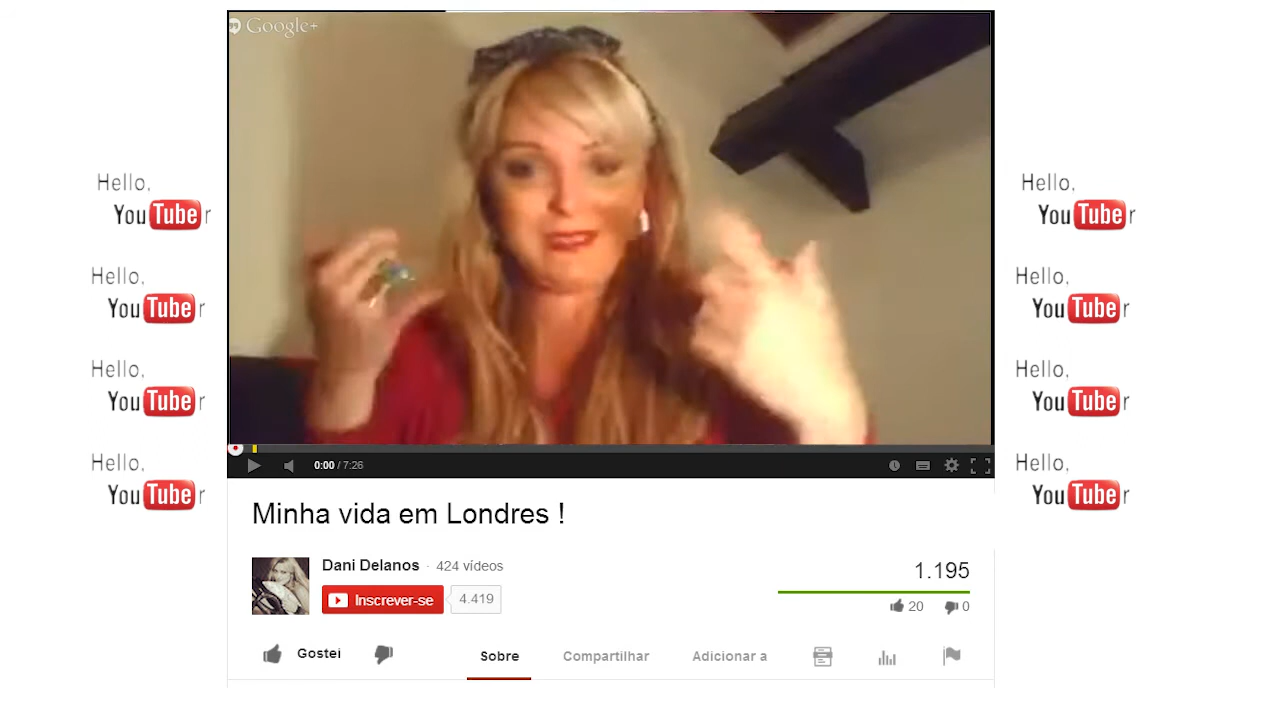 Google+
Hello,
YouTuber
Hello,
YouTuber
Hello,
YouTuber
Hello,
YouTuber
Hello,
YouTuber
Hello,
YouTuber
Hello,
YouTuber
Hello,
YouTuber
0:00 / 7:26
Minha vida em Londres !
Dani Delanos · 424 vídeos
Inscrever-se 4.419
1.195
20 0
Gostei Sobre Compartilhar Adicionar a